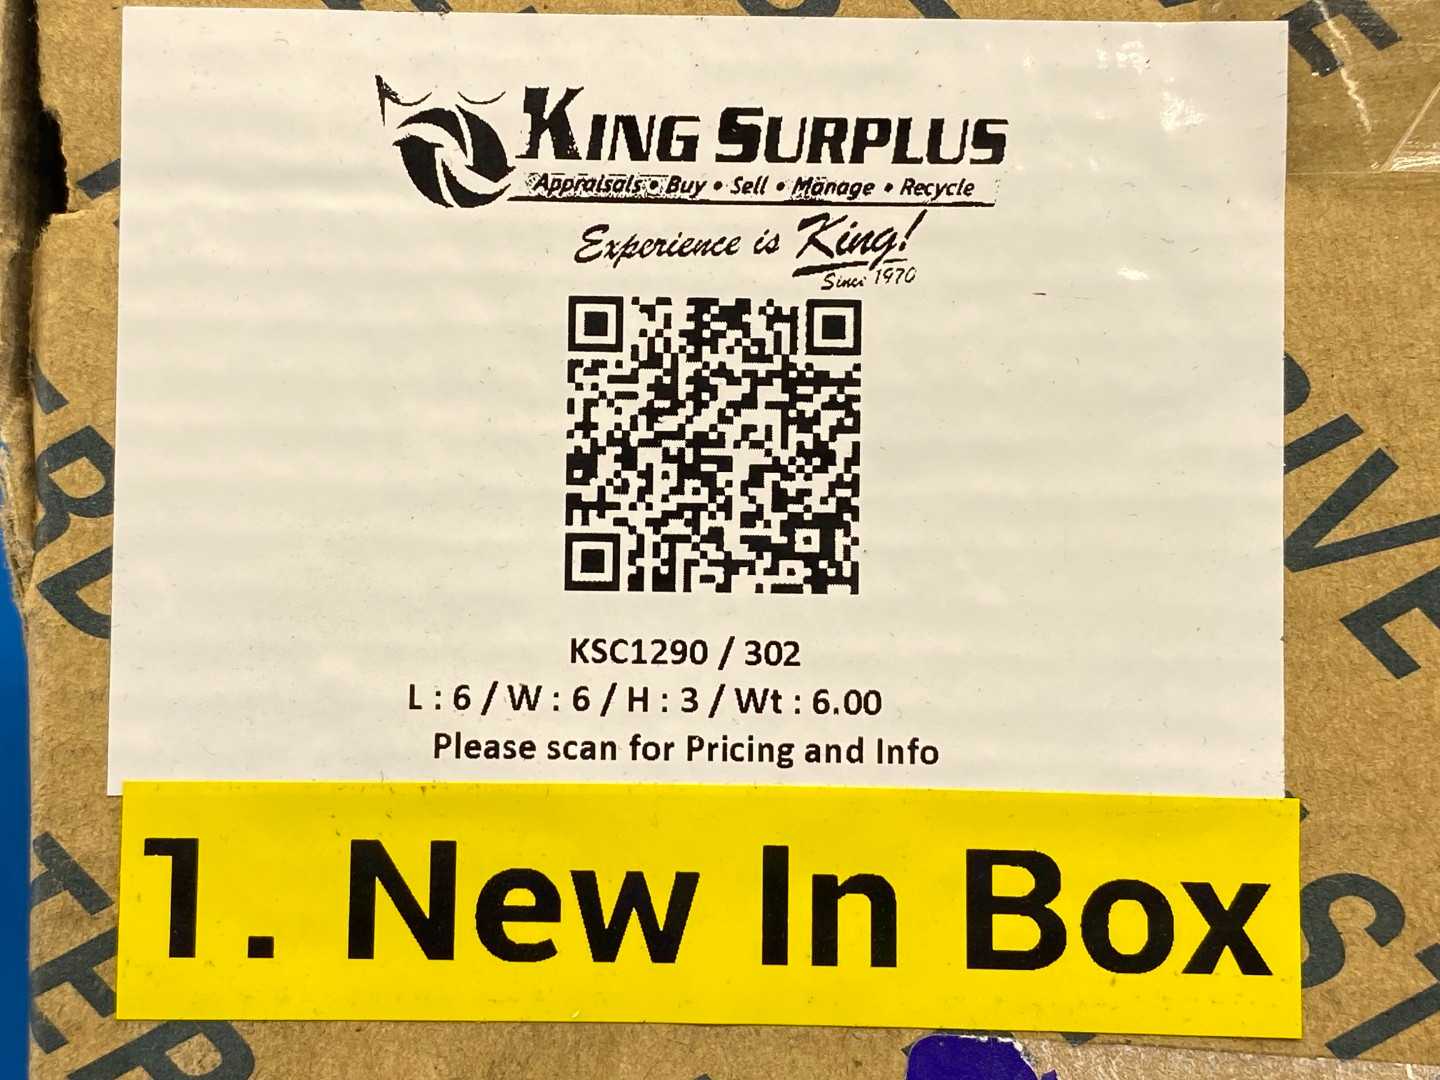 KING SURPLUS
Appraisals • Buy • Sell • Manage • Recycle
Experience is King!
Since 1970
KSC1290 / 302
L : 6 / W : 6 / H : 3 / Wt : 6.00
Please scan for Pricing and Info
1. New In Box